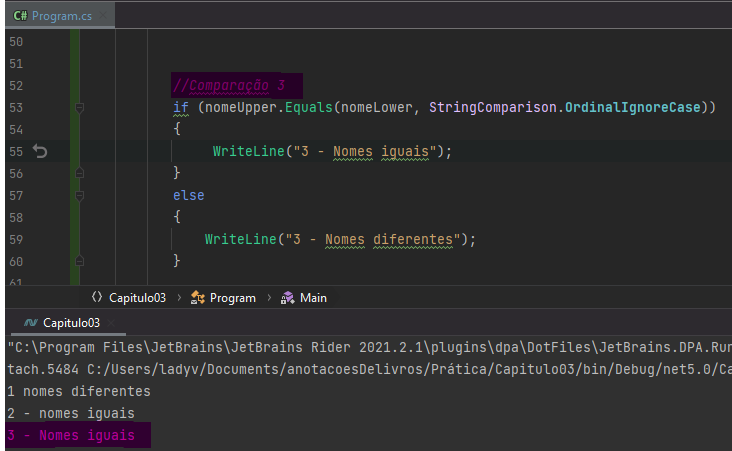 C# Program.cs
50
51
52 //Comparação 3
53 if (nomeUpper.Equals(nomeLower, StringComparison.OrdinalIgnoreCase))
54 {
55 WriteLine("3 - Nomes iguais");
56 }
57 else
58 {
59 WriteLine("3 - Nomes diferentes");
60 }
61
Capitulo03 > Program > Main
Capitulo03
"C:\Program Files\JetBrains\JetBrains Rider 2021.2.1\plugins\dpa\DotFiles\JetBrains.DPA.Run
tach.5484 C:/Users/ladyv/Documents/anotacoesDelivros/Prática/Capitulo03/bin/Debug/net5.0/Ca
1 nomes diferentes
2 - nomes iguais
3 - Nomes iguais